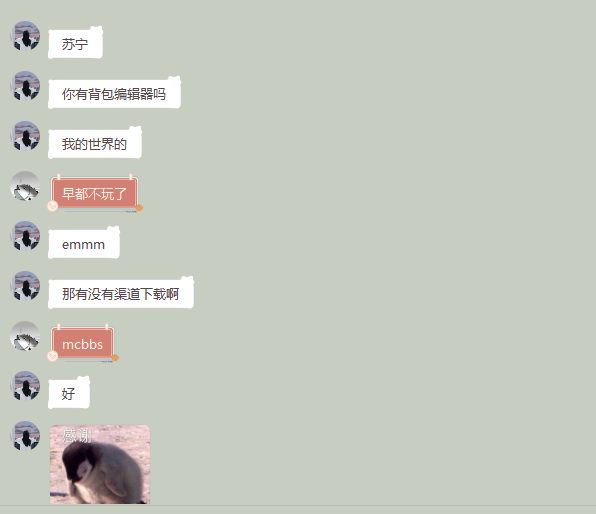 苏宁
你有背包编辑器吗
我的世界的
早都不玩了
emmm
那有没有渠道下载啊
mcbbs
好
感谢